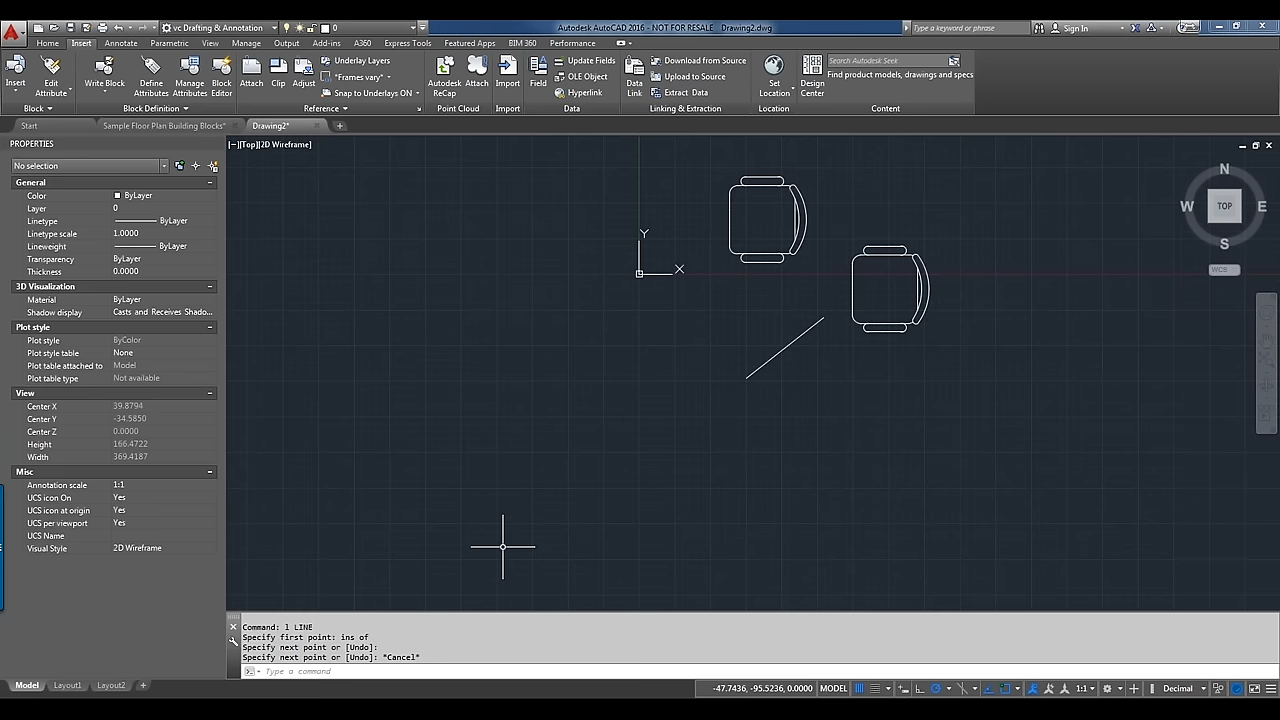 vc Drafting & Annotation
0
Autodesk AutoCAD 2016 - NOT FOR RESALE Drawing2.dwg
Type a keyword or phrase
Sign In
Home Insert Annotate Parametric View Manage Output Add-ins A360 Express Tools Featured Apps BIM 360 Performance
Insert
Edit Attribute
Write Block
Define Attributes
Manage Attributes
Block Editor
Attach
Clip
Adjust
Underlay Layers
*Frames vary*
Snap to Underlays ON
Autodesk ReCap
Attach
Import
Field
Update Fields
OLE Object
Hyperlink
Data Link
Download from Source
Upload to Source
Extract Data
Set Location
Design Center
Search Autodesk Seek
Find product models, drawings and specs
Block Block Definition Reference Point Cloud Import Data Linking & Extraction Location Content
Start Sample Floor Plan Building Blocks* Drawing2*
PROPERTIES
[−][Top][2D Wireframe]
No selection
General
Color ByLayer
Layer 0
Linetype ByLayer
Linetype scale 1.0000
Lineweight ByLayer
Transparency ByLayer
Thickness 0.0000
3D Visualization
Material ByLayer
Shadow display Casts and Receives Shado...
Plot style
Plot style ByColor
Plot style table None
Plot table attached to Model
Plot table type Not available
View
Center X 39.8794
Center Y -34.5850
Center Z 0.0000
Height 166.4722
Width 369.4187
Misc
Annotation scale 1:1
UCS icon On Yes
UCS icon at origin Yes
UCS per viewport Yes
UCS Name
Visual Style 2D Wireframe
Y
X
N
W TOP E
S
WCS
Command: l LINE
Specify first point: ins of
Specify next point or [Undo]:
Specify next point or [Undo]: *Cancel*
Type a command
Model Layout1 Layout2
-47.7436, -95.5236, 0.0000 MODEL 1:1 Decimal